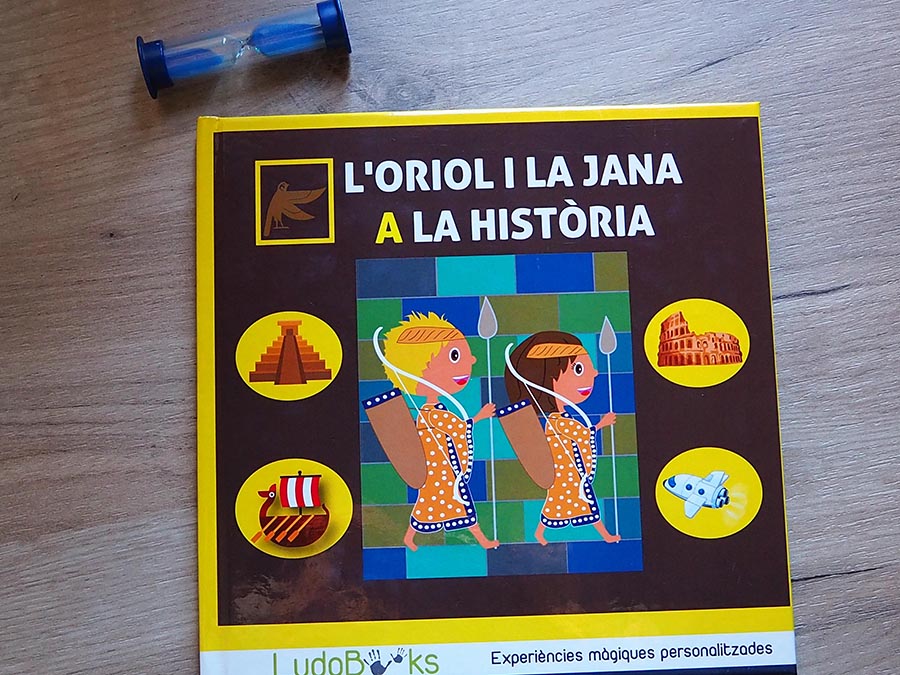 L'ORIOL I LA JANA
A LA HISTÒRIA
LudoBooks
Experiències màgiques personalitzades